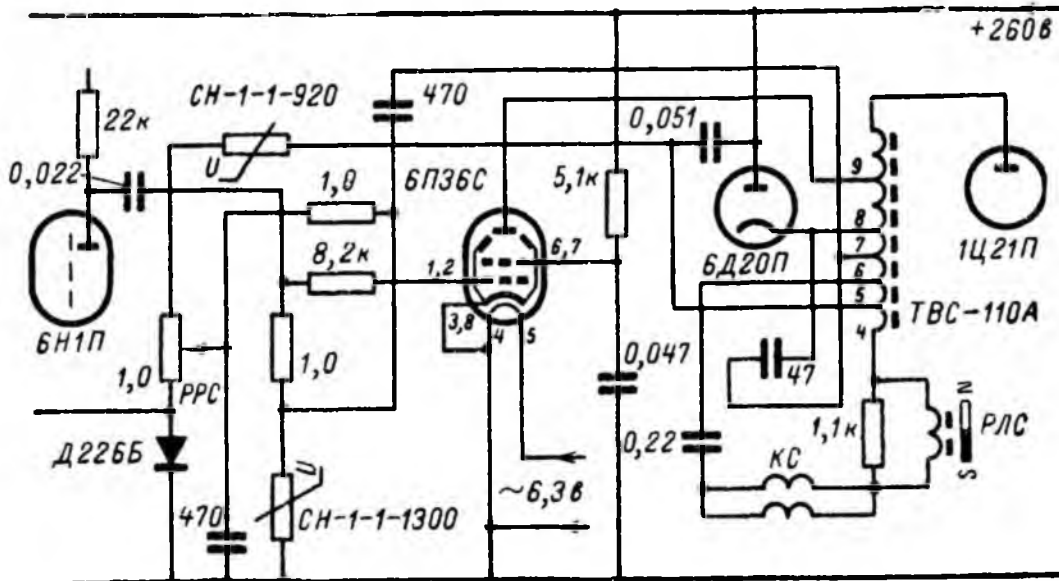 +260в
СН-1-1-920
470
22к
0,051
0,022
U
1,0
6П36С
5,1к
9
8
7
6
5
4
1Ц21П
6Д20П
8,2к
1,2
6,7
3,8
4
5
ТВС-110А
6Н1П
1,0
РРС
1,0
0,047
47
N
1,1к
РЛС
S
Д226Б
U
0,22
КС
~6,3в
470
СН-1-1-1300